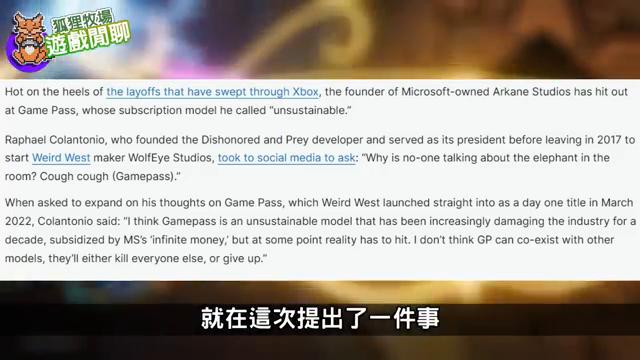 狐狸牧場
遊戲閒聊
Hot on the heels of the layoffs that have swept through Xbox, the founder of Microsoft-owned Arkane Studios has hit out
at Game Pass, whose subscription model he called “unsustainable.”
Raphael Colantonio, who founded the Dishonored and Prey developer and served as its president before leaving in 2017 to
start Weird West maker WolfEye Studios, took to social media to ask: “Why is no-one talking about the elephant in the
room? Cough cough (Gamepass).”
When asked to expand on his thoughts on Game Pass, which Weird West launched straight into as a day one title in March
2022, Colantonio said: “I think Gamepass is an unsustainable model that has been increasingly damaging the industry for a
decade, subsidized by MS’s ‘infinite money,’ but at some point reality has to hit. I don’t think GP can co-exist with other
models, they’ll either kill everyone else, or give up.”
就在這次提出了一件事